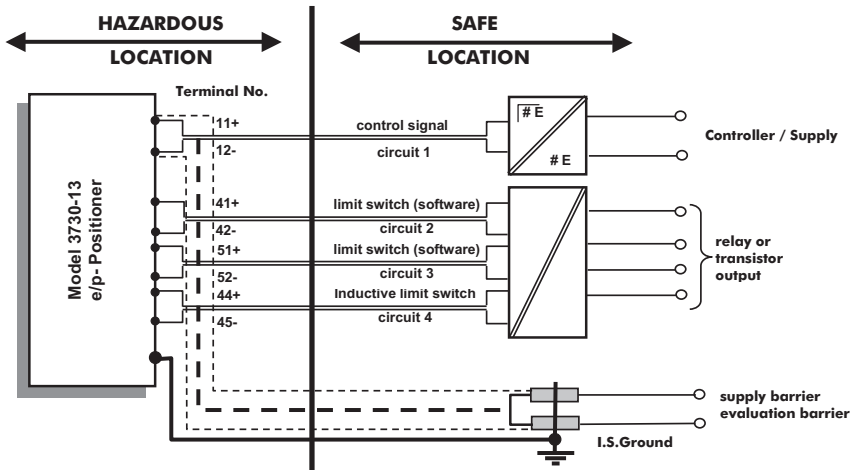 HAZARDOUS
LOCATION
SAFE
LOCATION
Terminal No.
Model 3730-13
e/p- Positioner
11+
12-
41+
42-
51+
52-
44+
45-
control signal
circuit 1
limit switch (software)
circuit 2
limit switch (software)
circuit 3
Inductive limit switch
circuit 4
# E
# E
Controller / Supply
relay or
transistor
output
supply barrier
evaluation barrier
I.S.Ground